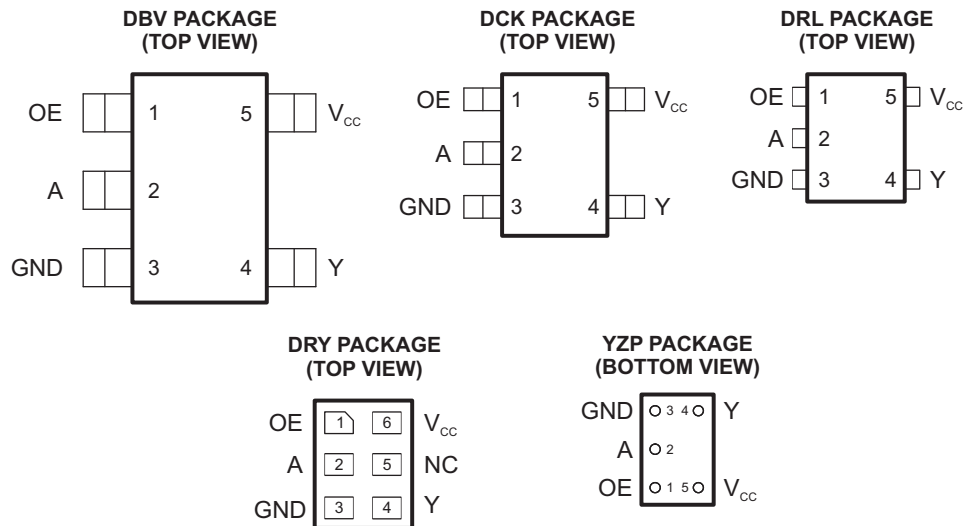 DBV PACKAGE
(TOP VIEW)
OE 1 5 VCC
A 2
GND 3 4 Y
DCK PACKAGE
(TOP VIEW)
OE 1 5 VCC
A 2
GND 3 4 Y
DRL PACKAGE
(TOP VIEW)
OE 1 5 VCC
A 2
GND 3 4 Y
DRY PACKAGE
(TOP VIEW)
OE 1 6 VCC
A 2 5 NC
GND 3 4 Y
YZP PACKAGE
(BOTTOM VIEW)
GND 3 4 Y
A 2
OE 1 5 VCC